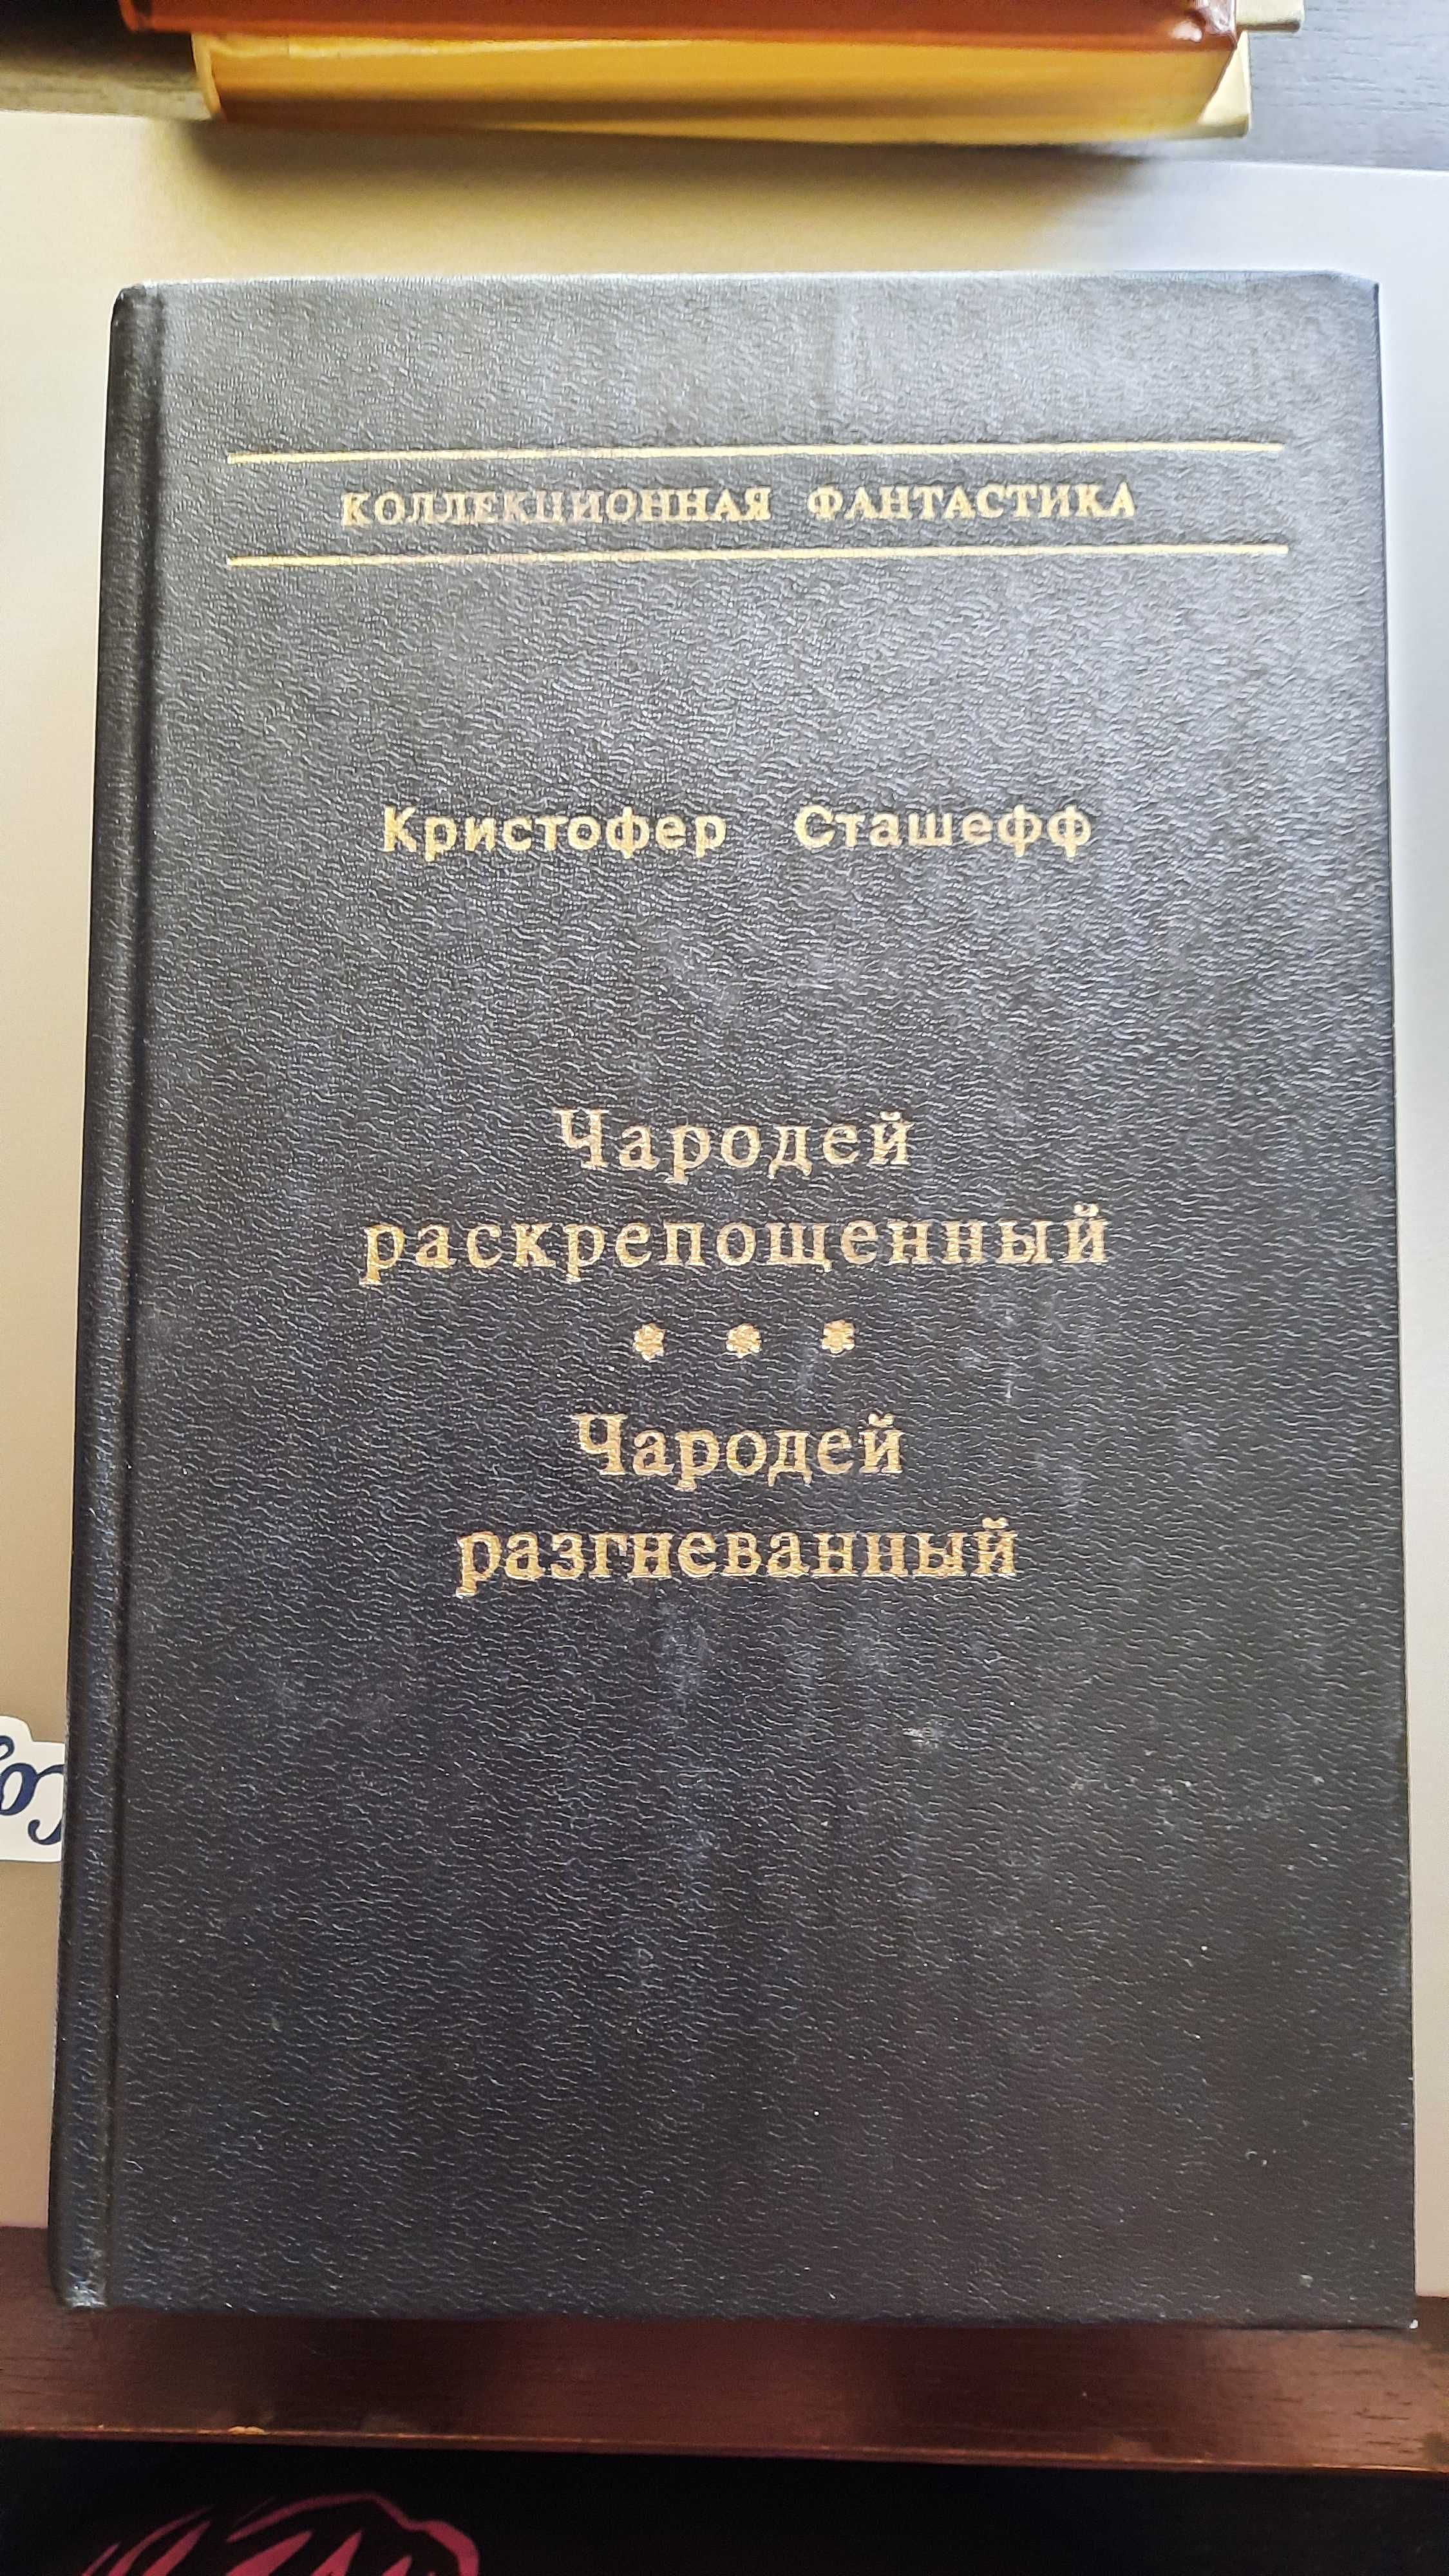 КОЛЛЕКЦИОННАЯ ФАНТАСТИКА
Кристофер Сташефф
Чародей
раскрепощенный
* * *
Чародей
разгневанный